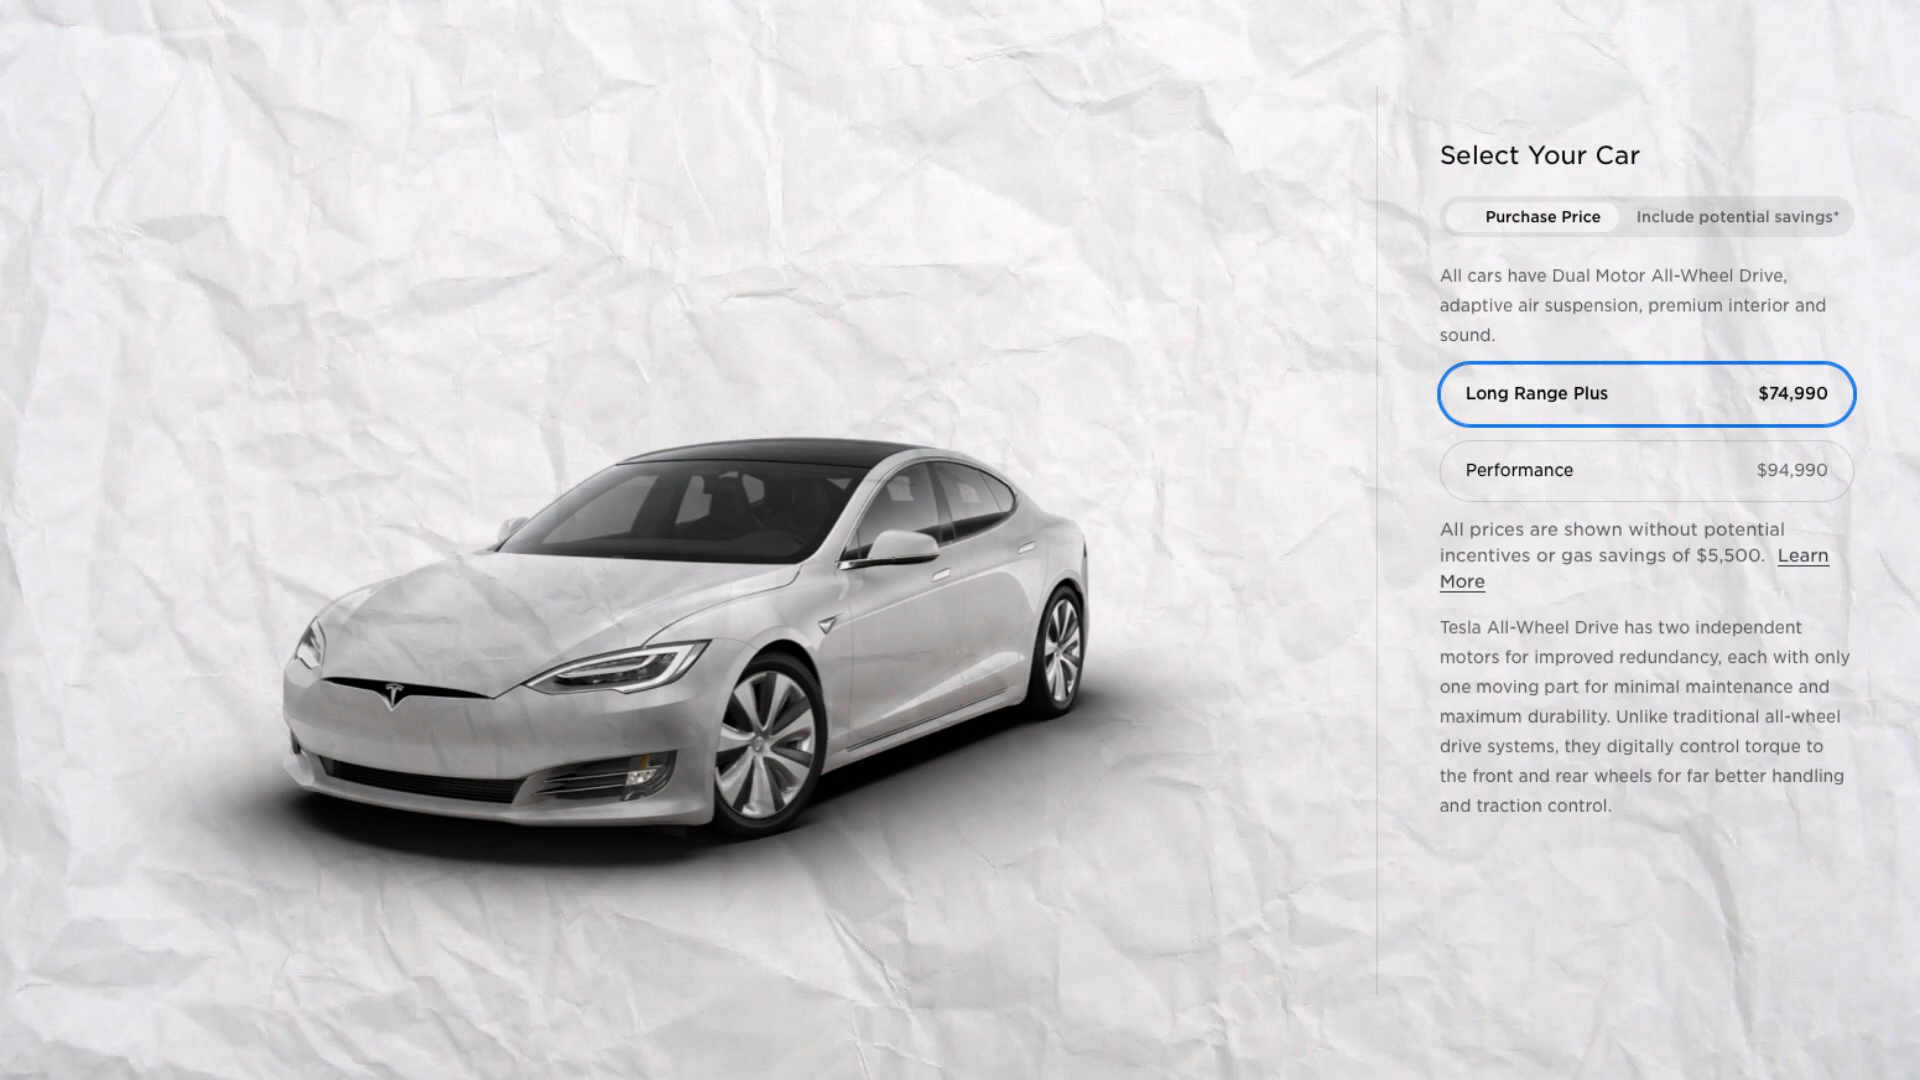 Select Your Car
Purchase Price Include potential savings*
All cars have Dual Motor All-Wheel Drive,
adaptive air suspension, premium interior and
sound.
Long Range Plus $74,990
Performance $94,990
All prices are shown without potential
incentives or gas savings of $5,500. Learn
More
Tesla All-Wheel Drive has two independent
motors for improved redundancy, each with only
one moving part for minimal maintenance and
maximum durability. Unlike traditional all-wheel
drive systems, they digitally control torque to
the front and rear wheels for far better handling
and traction control.